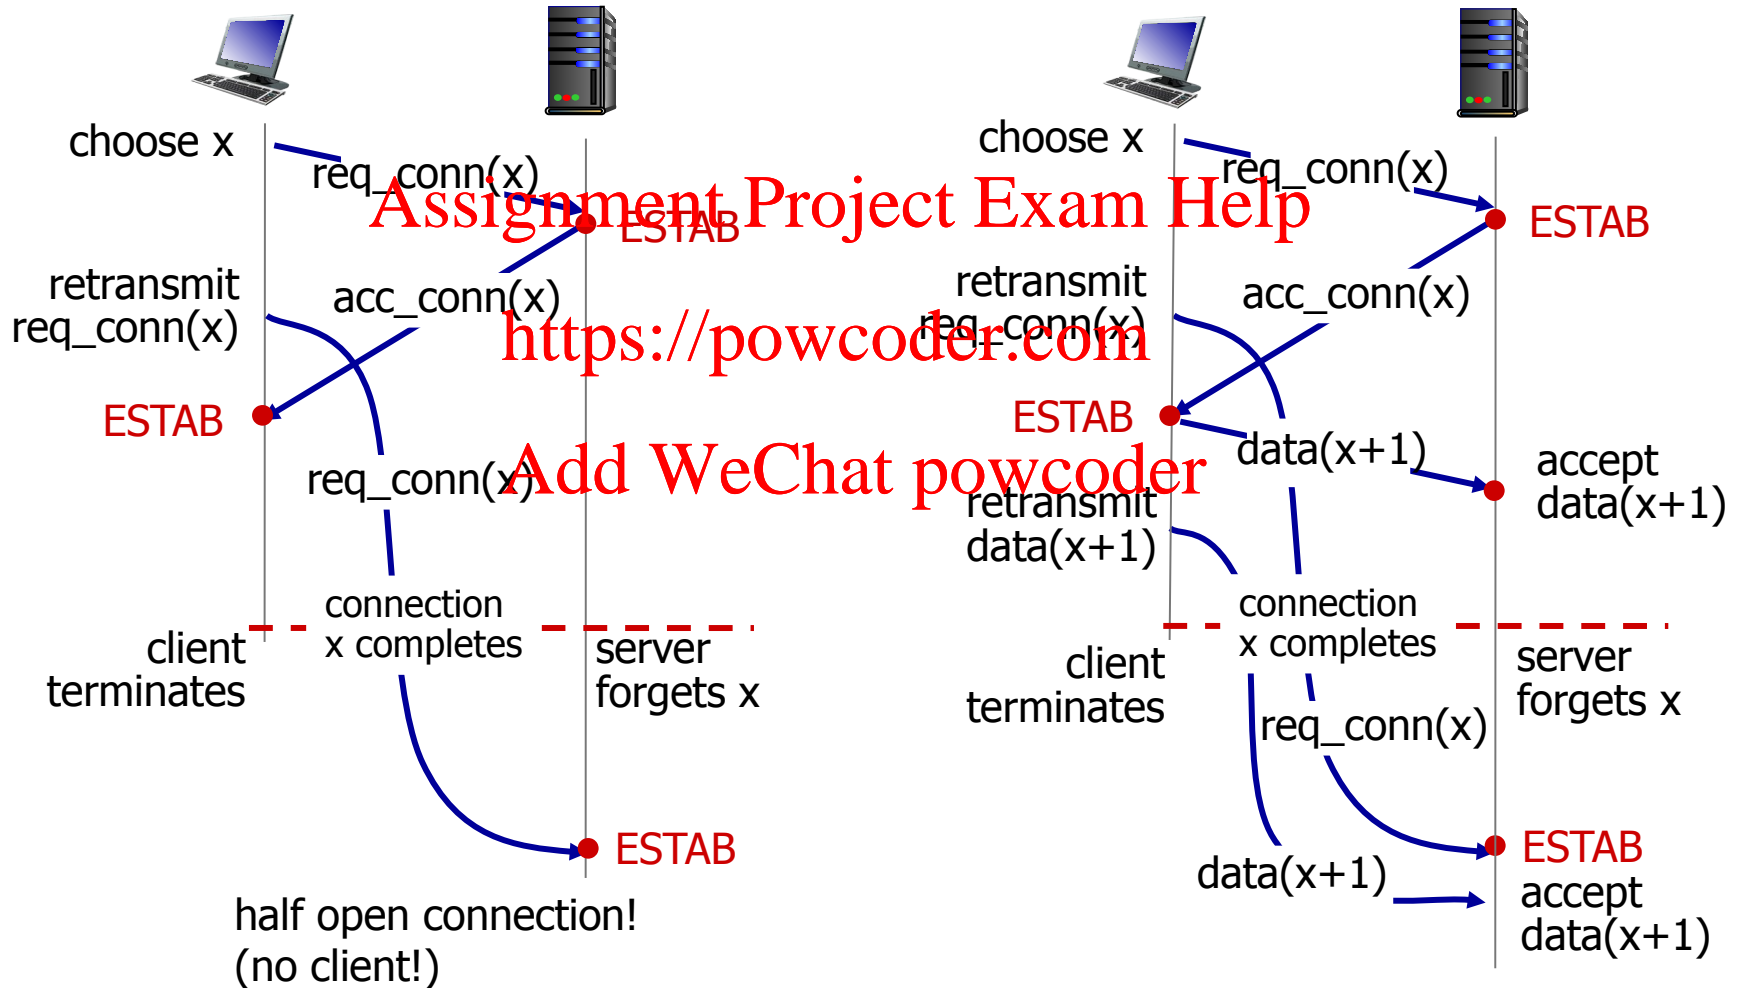 choose x
req_conn(x)
ESTAB
retransmit
req_conn(x)
acc_conn(x)
ESTAB
req_conn(x)
connection
x completes
client
terminates
server
forgets x
ESTAB
half open connection!
(no client!)
Assignment Project Exam Help
https://powcoder.com
Add WeChat powcoder
choose x
req_conn(x)
ESTAB
retransmit
req_conn(x)
acc_conn(x)
ESTAB
data(x+1)
accept
data(x+1)
retransmit
data(x+1)
connection
x completes
client
terminates
server
forgets x
req_conn(x)
ESTAB
data(x+1)
accept
data(x+1)